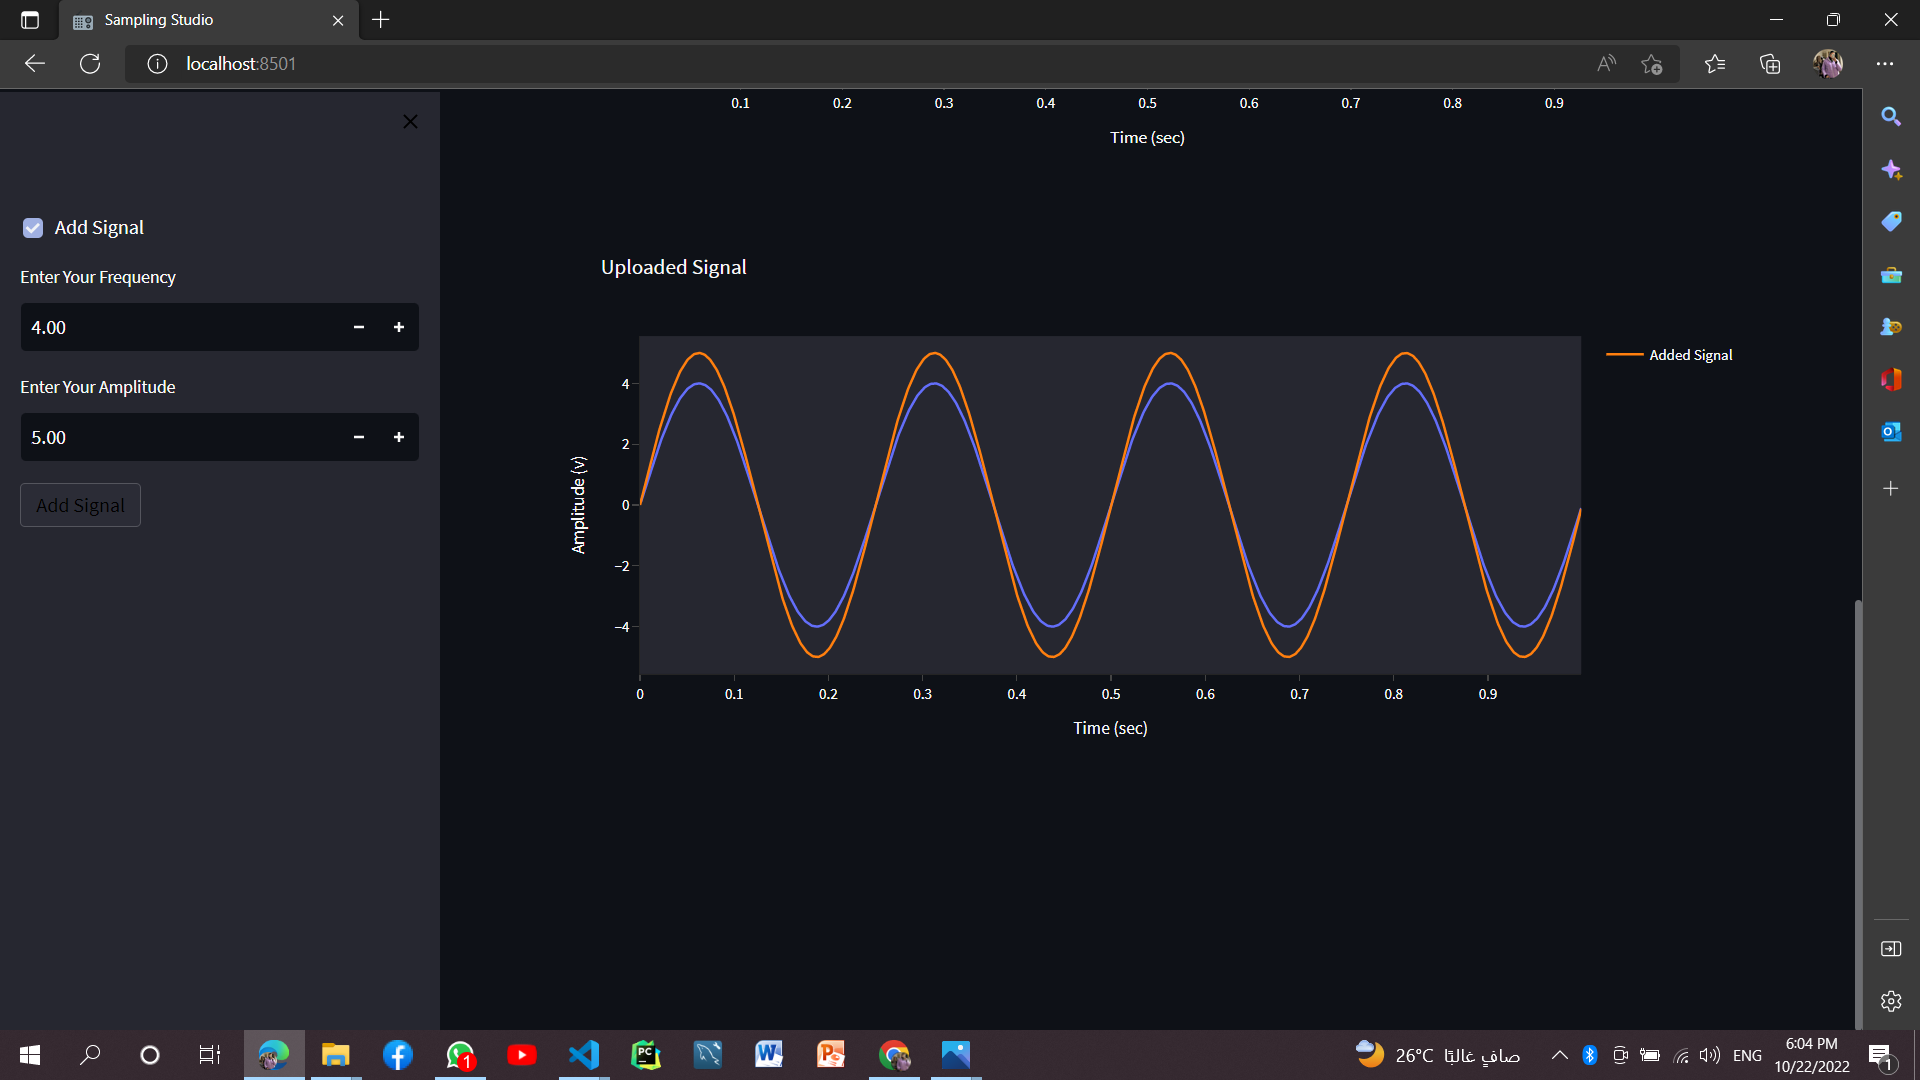 Sampling Studio
localhost:8501
0.1 0.2 0.3 0.4 0.5 0.6 0.7 0.8 0.9
Time (sec)
Add Signal
Enter Your Frequency
4.00
Enter Your Amplitude
5.00
Add Signal
Uploaded Signal
Added Signal
4
2
0
−2
−4
Amplitude (v)
0 0.1 0.2 0.3 0.4 0.5 0.6 0.7 0.8 0.9
Time (sec)
26°C صافٍ غالبًا
ENG
6:04 PM
10/22/2022
1
1
PC
W
P
O
A